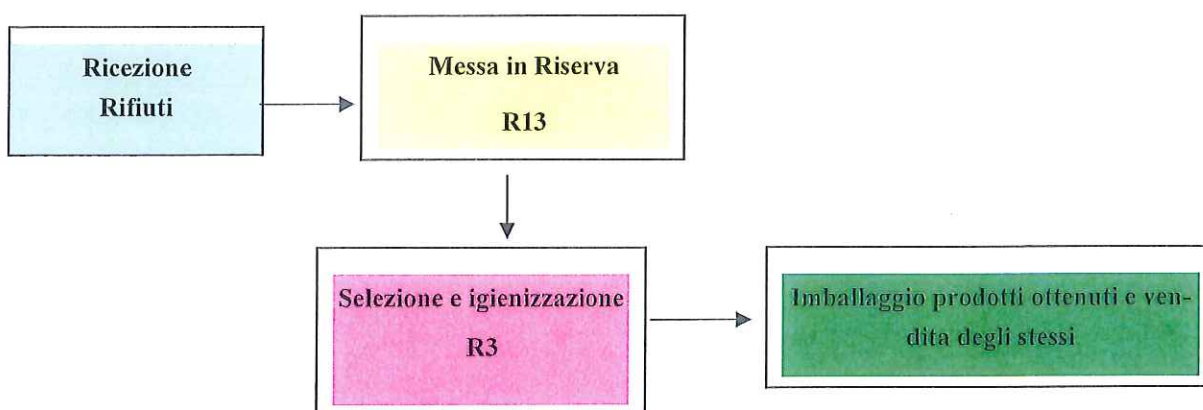 Ricezione
Rifiuti
Messa in Riserva
R13
Selezione e igienizzazione
R3
Imballaggio prodotti ottenuti e ven-
dita degli stessi